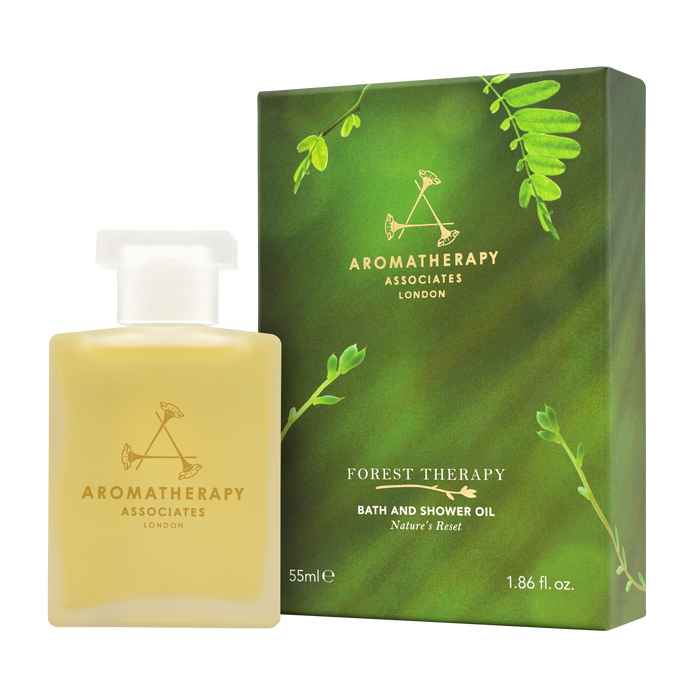 AROMATHERAPY
ASSOCIATES
LONDON
AROMATHERAPY
ASSOCIATES
LONDON
FOREST THERAPY
BATH AND SHOWER OIL
Nature's Reset
55ml℮
1.86 fl. oz.